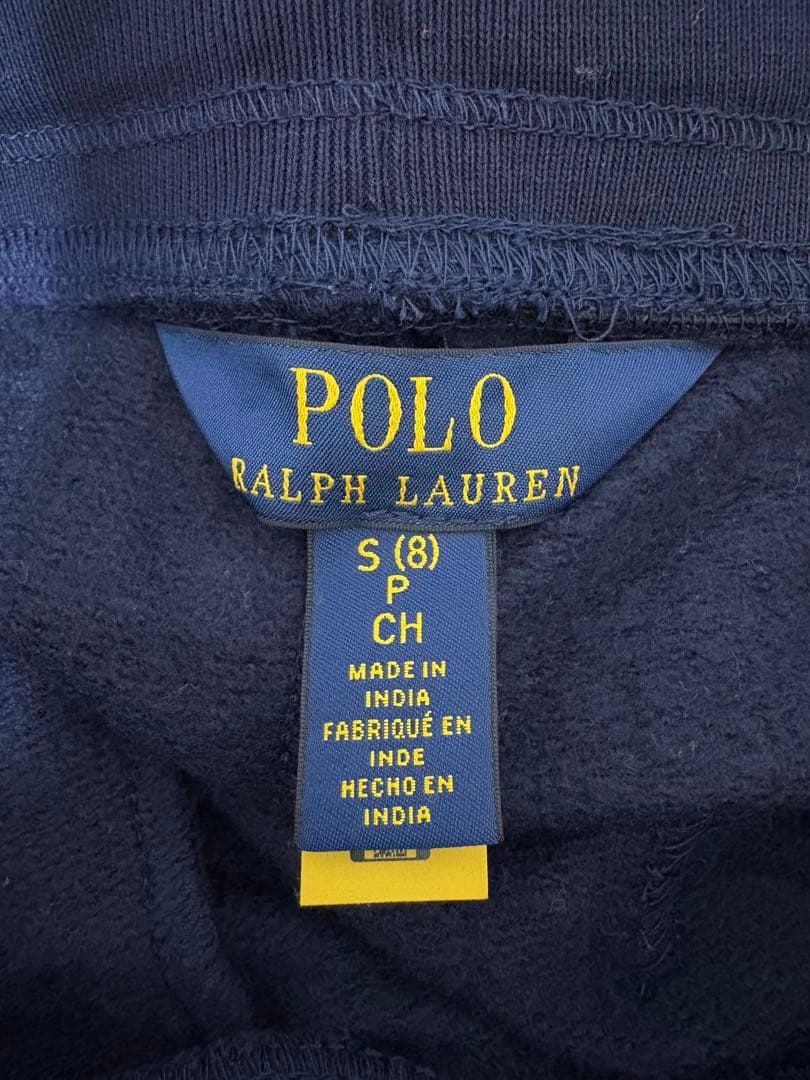 POLO
RALPH LAUREN
S (8)
P
CH
MADE IN
INDIA
FABRIQUÉ EN
INDE
HECHO EN
INDIA